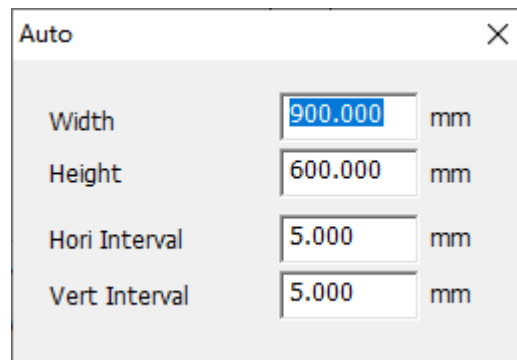 Auto
Width 900.000 mm
Height 600.000 mm
Hori Interval 5.000 mm
Vert Interval 5.000 mm